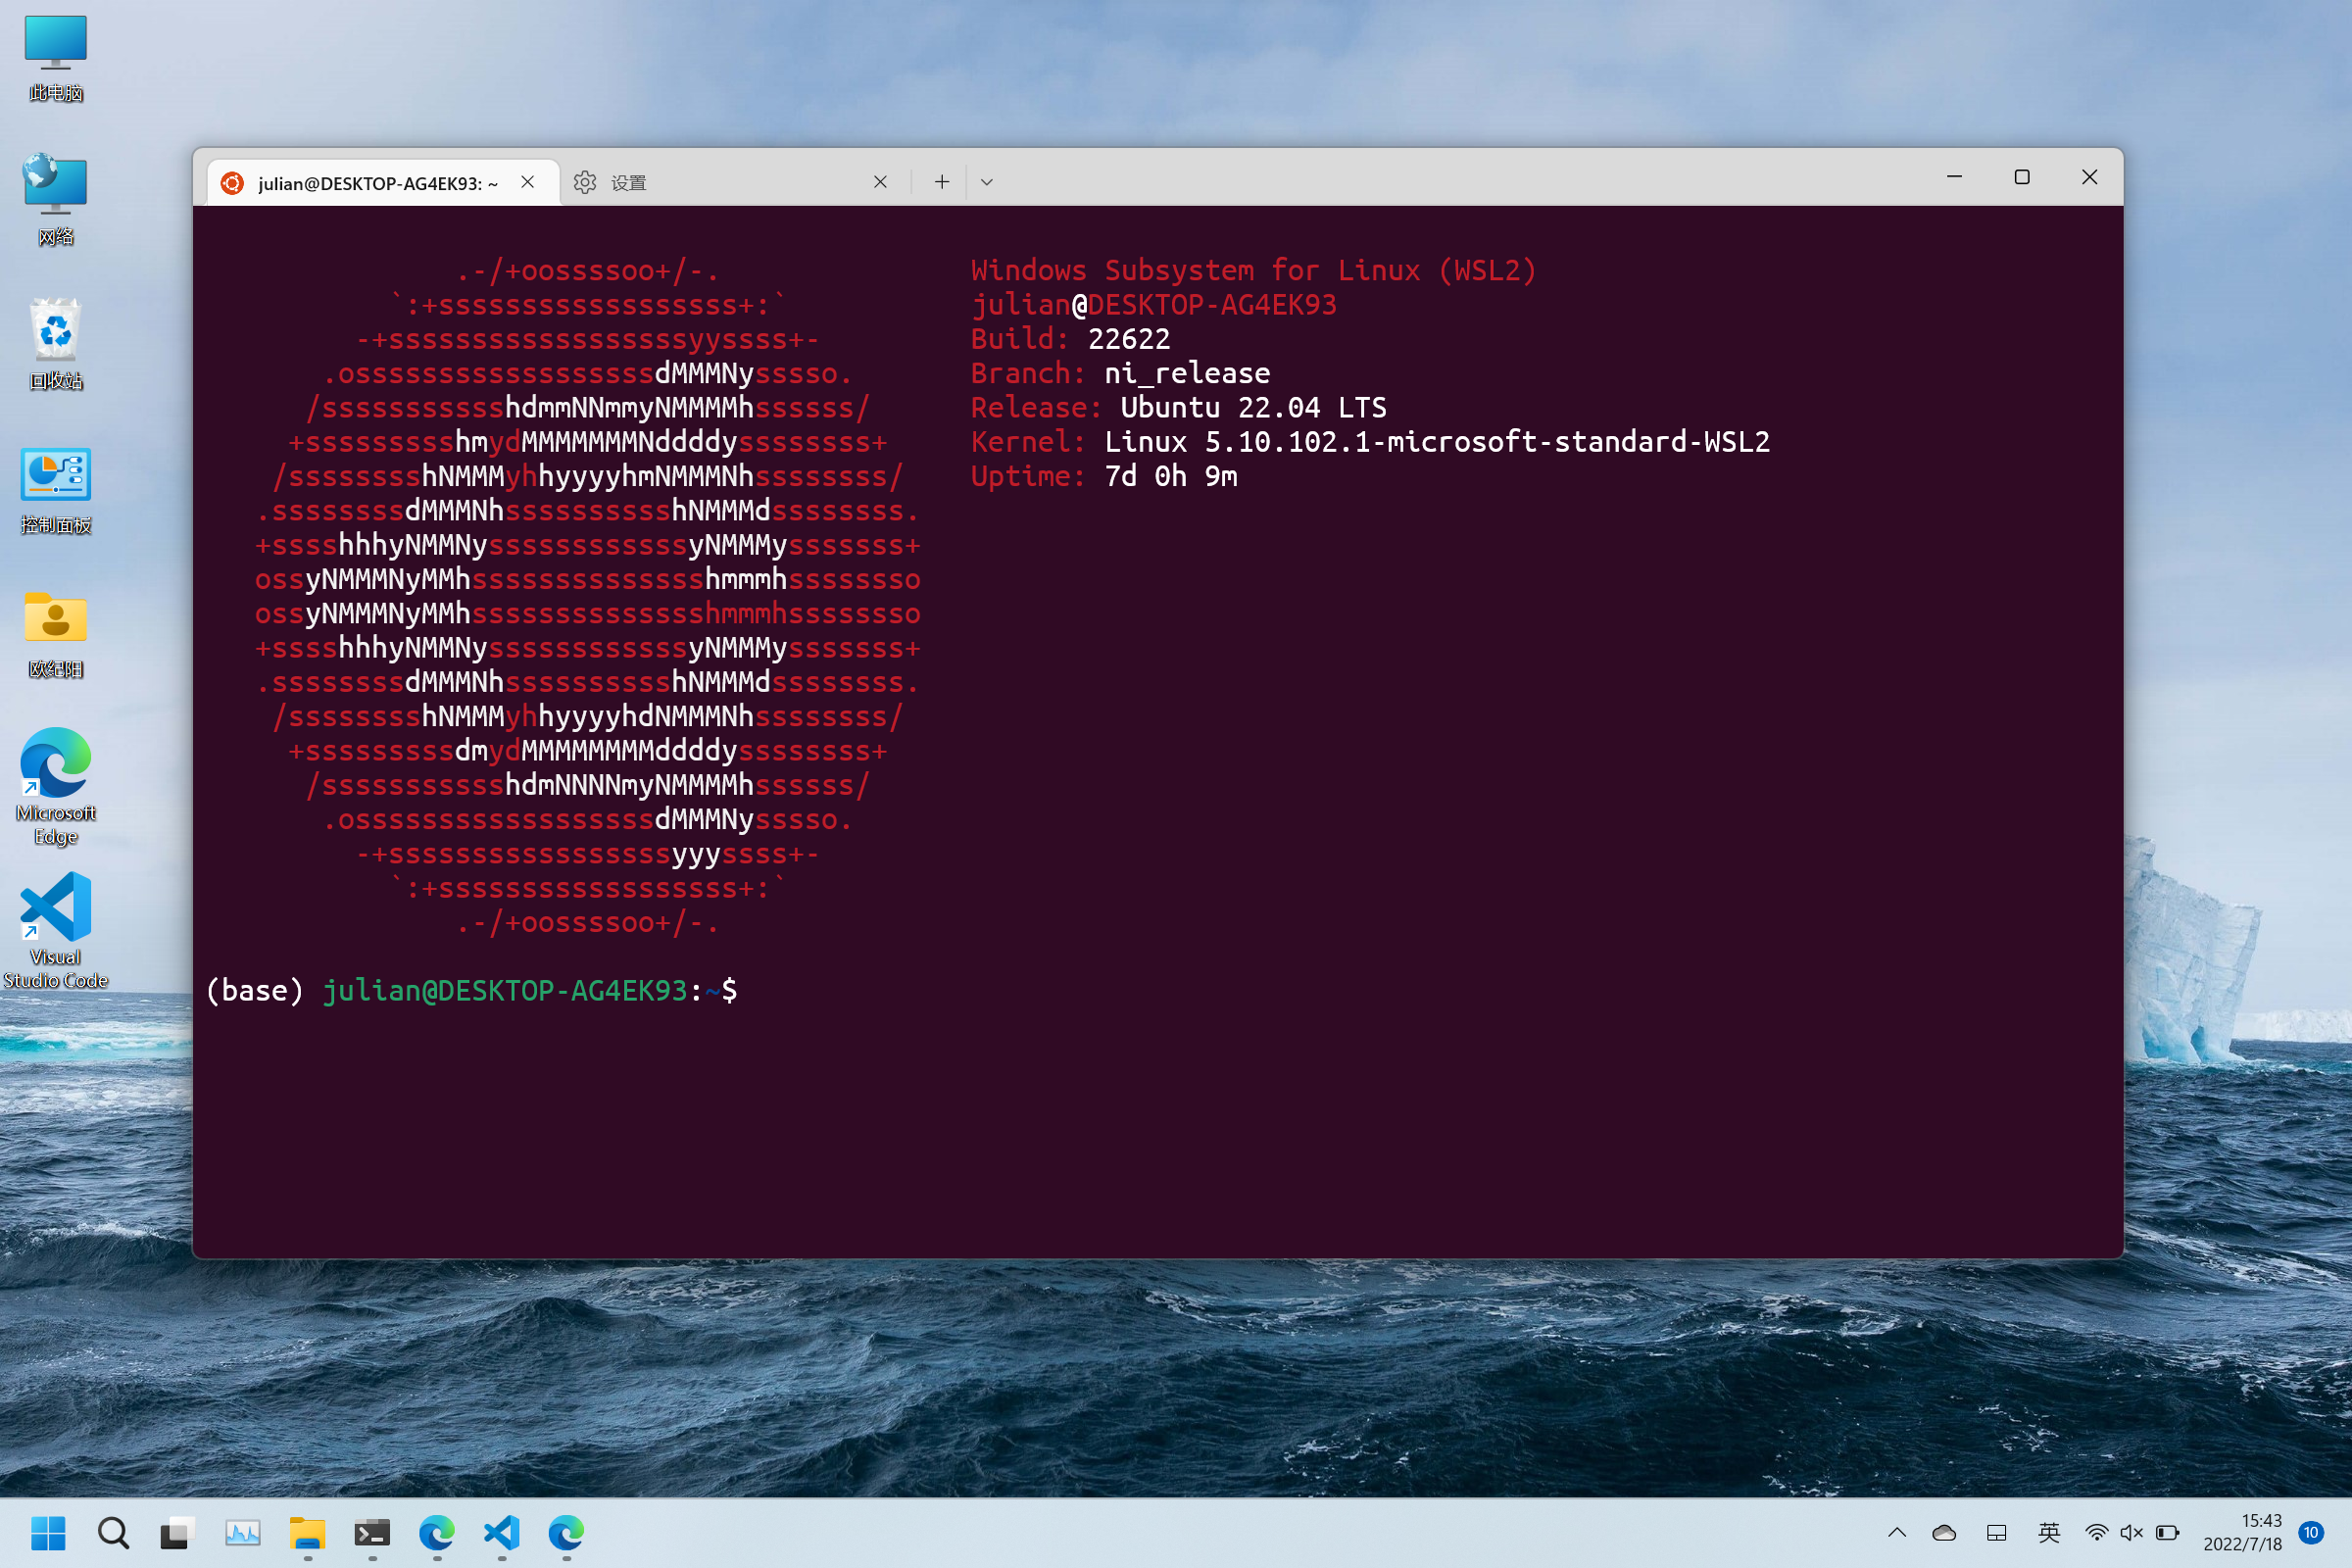 此电脑
网络
回收站
控制面板
欧纪阳
Microsoft
Edge
Visual
Studio Code
julian@DESKTOP-AG4EK93: ~
设置
.-/+oossssoo+/-.
`:+ssssssssssssssssss+:`
-+ssssssssssssssssssyyssss+-
.ossssssssssssssssssdMMMNysssso.
/ssssssssssshdmmNNmmyNMMMMhssssss/
+ssssssssshmydMMMMMMMNddddyssssssss+
/sssssssshNMMMyhhyyyyhmNMMMNhssssssss/
.ssssssssdMMMNhsssssssssshNMMMdssssssss.
+sssshhhyNMMNyssssssssssssyNMMMysssssss+
ossyNMMMNyMMhsssssssssssssshmmmhssssssso
ossyNMMMNyMMhsssssssssssssshmmmhssssssso
+sssshhhyNMMNyssssssssssssyNMMMysssssss+
.ssssssssdMMMNhsssssssssshNMMMdssssssss.
/sssssssshNMMMyhhyyyyhdNMMMNhssssssss/
+sssssssssdmydMMMMMMMMddddyssssssss+
/ssssssssssshdmNNNNmyNMMMMhssssss/
.ossssssssssssssssssdMMMNysssso.
-+sssssssssssssssssyyyssss+-
`:+ssssssssssssssssss+:`
.-/+oossssoo+/-.
Windows Subsystem for Linux (WSL2)
julian@DESKTOP-AG4EK93
Build: 22622
Branch: ni_release
Release: Ubuntu 22.04 LTS
Kernel: Linux 5.10.102.1-microsoft-standard-WSL2
Uptime: 7d 0h 9m
(base) julian@DESKTOP-AG4EK93:~$
英
15:43
2022/7/18
10